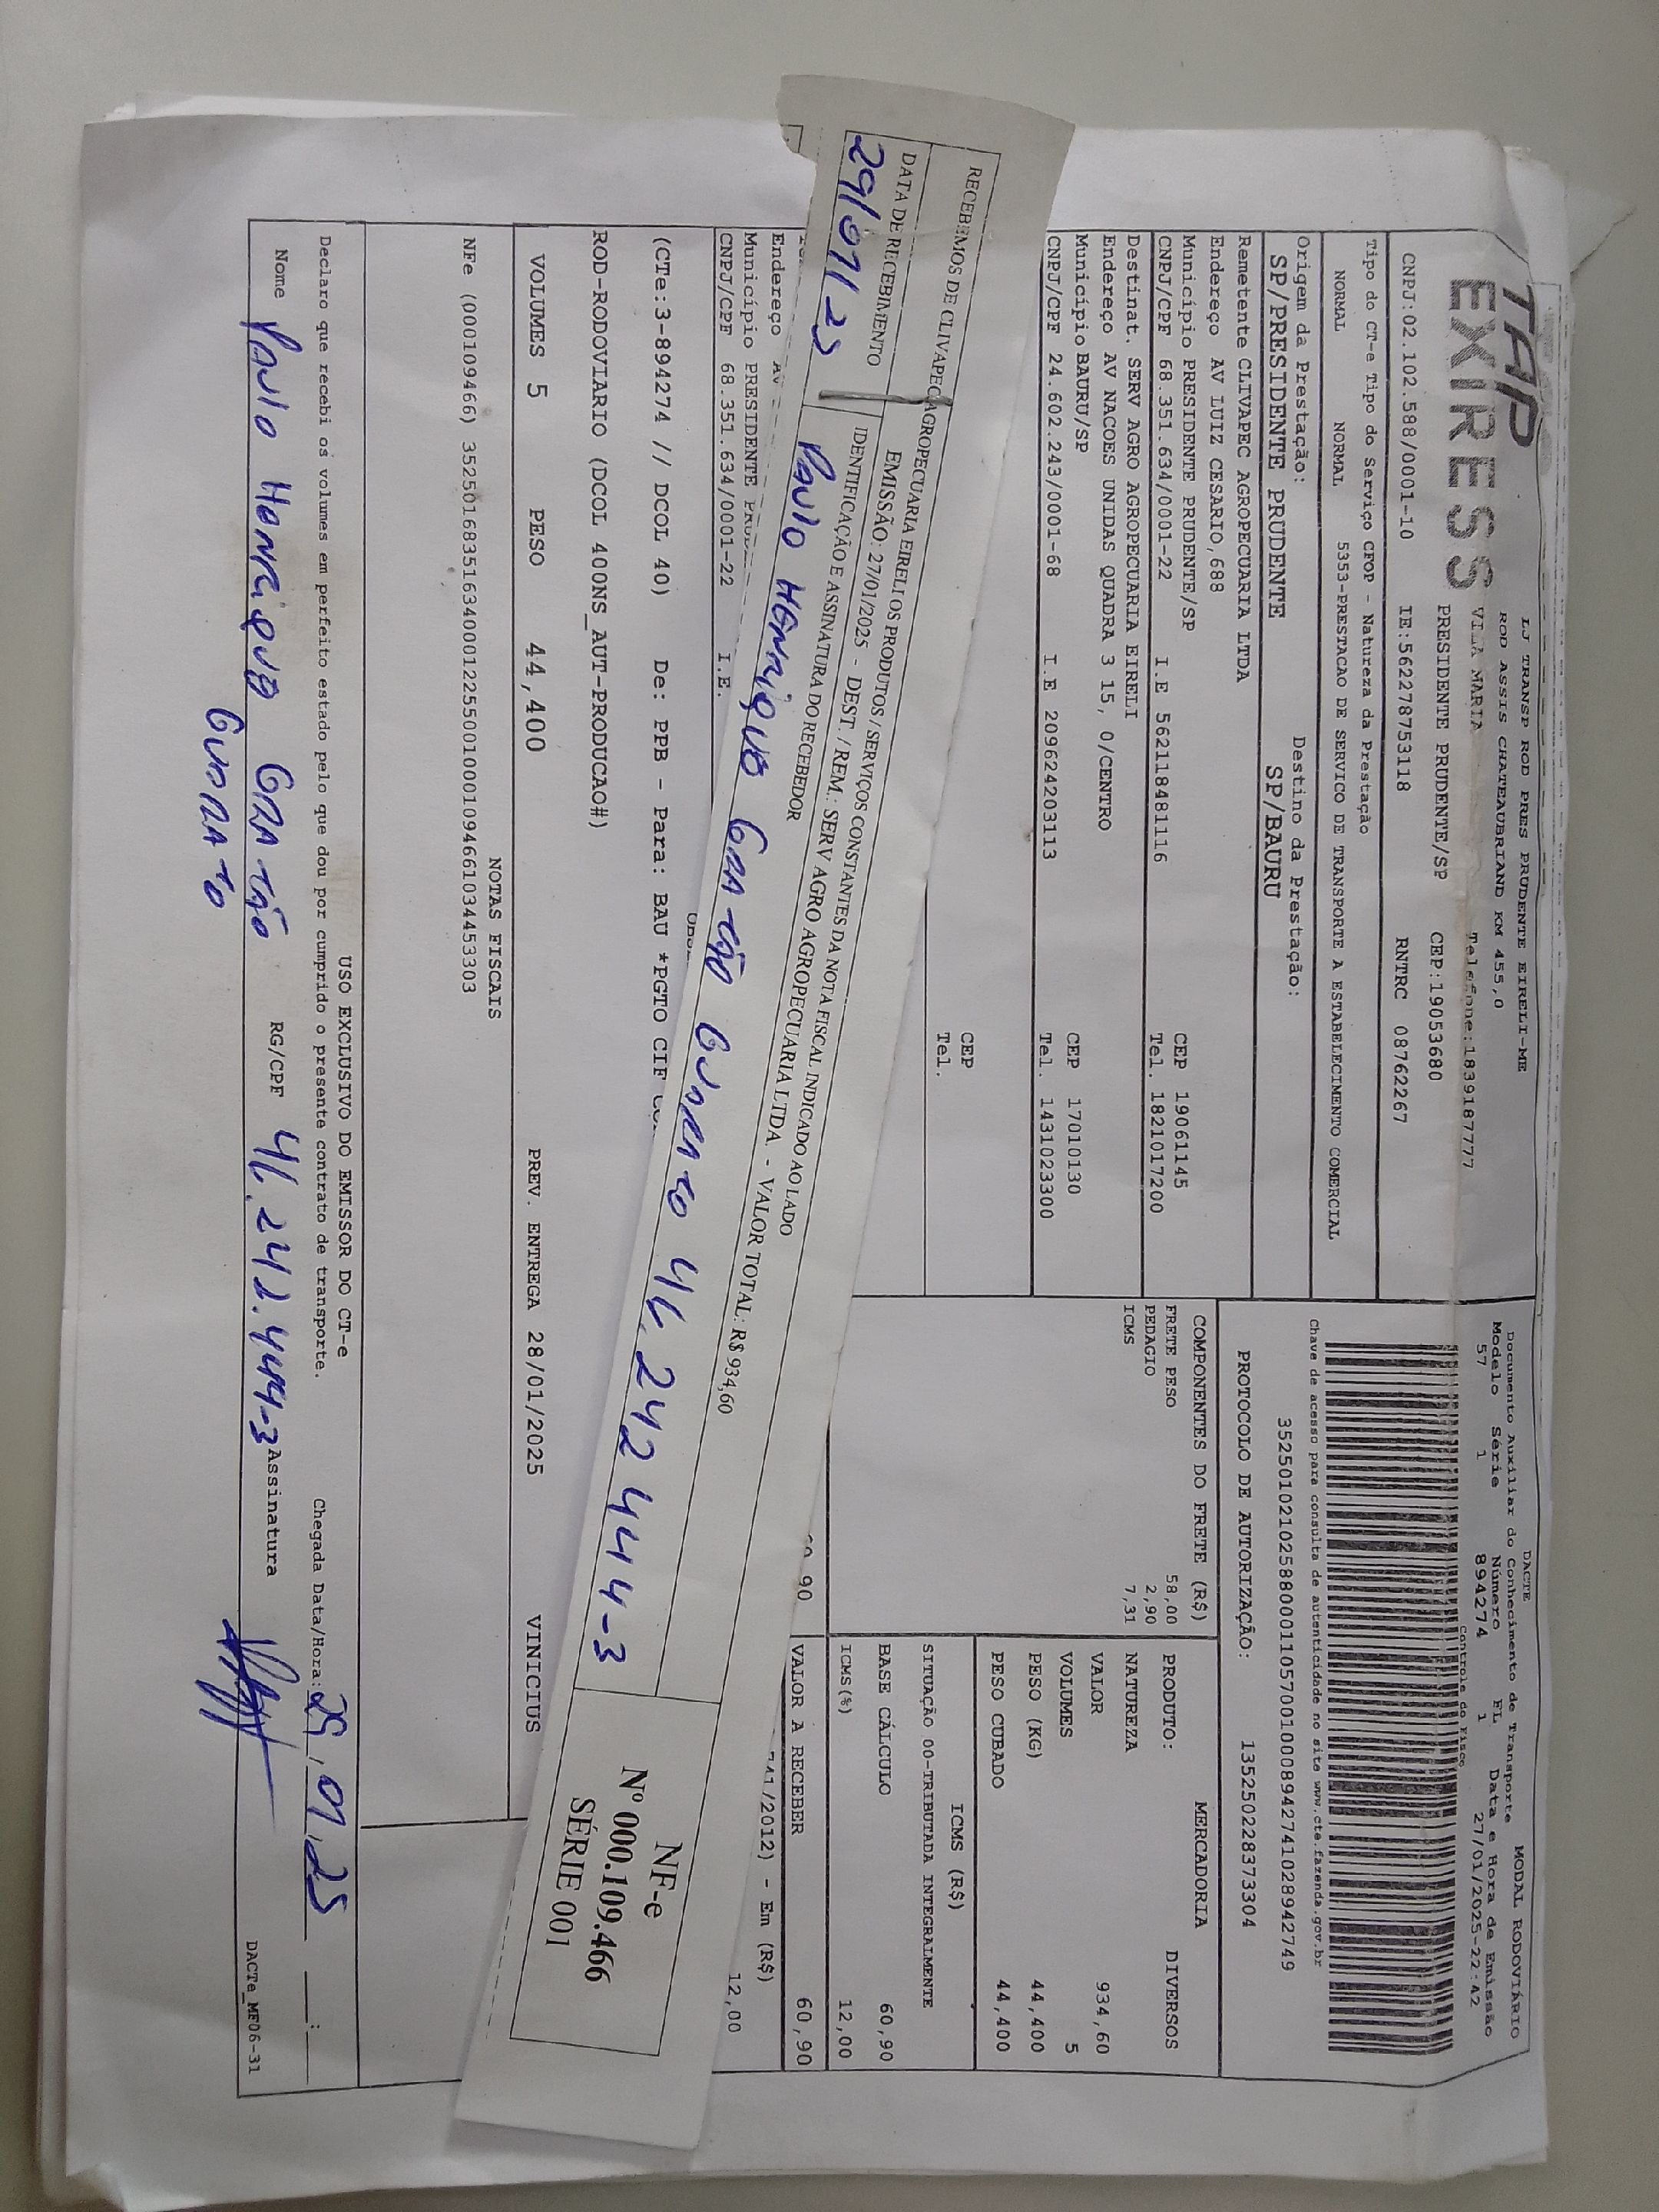 TAP
EXPRESS
LJ TRANSP ROD PRES PRUDENTE EIRELI-ME
ROD ASSIS CHATEAUBRIAND KM 455,0
VILA MARIA Telefone:1839187777
PRESIDENTE PRUDENTE/SP CEP:19053680
CNPJ:02.102.588/0001-10 IE:562278753118 RNTRC 08762267
DACTE MODAL RODOVIÁRIO
Documento Auxiliar do Conhecimento de Transporte
Modelo Série Número FL Data e Hora de Emissão
57 1 894274 1 27/01/2025-22:42
Controle do Fisco
Tipo do CT-e Tipo do Serviço CFOP - Natureza da Prestação
NORMAL NORMAL 5353-PRESTACAO DE SERVICO DE TRANSPORTE A ESTABELECIMENTO COMERCIAL
Chave de acesso para consulta de autenticidade no site www.cte.fazenda.gov.br
35250102102588000110570010008942741028942749
Origem da Prestação: Destino da Prestação:
SP/PRESIDENTE PRUDENTE SP/BAURU
PROTOCOLO DE AUTORIZAÇÃO: 135250228373304
Remetente CLIVAPEC AGROPECUARIA LTDA
Endereço AV LUIZ CESARIO,688
Município PRESIDENTE PRUDENTE/SP CEP 19061145
CNPJ/CPF 68.351.634/0001-22 I.E 562118481116 Tel. 1821017200
Destinat. SERV AGRO AGROPECUARIA EIRELI
Endereço AV NACOES UNIDAS QUADRA 3 15, 0/CENTRO
Município BAURU/SP CEP 17010130
CNPJ/CPF 24.602.243/0001-68 I.E 209624203113 Tel. 1431023300
CEP
Tel.
COMPONENTES DO FRETE (R$)
FRETE PESO 58,00
PEDAGIO 2,90
ICMS 7,31
MERCADORIA
PRODUTO: DIVERSOS
NATUREZA
VALOR 934,60
VOLUMES 5
PESO (KG) 44,400
PESO CUBADO 44,400
ICMS (R$)
SITUAÇÃO 00-TRIBUTADA INTEGRALMENTE
BASE CÁLCULO 60,90
ICMS(%) 12,00
VALOR A RECEBER 60,90
741/2012) - Em (R$)
12,00
RECEBEMOS DE CLIVAPEC AGROPECUARIA EIRELI OS PRODUTOS / SERVIÇOS CONSTANTES DA NOTA FISCAL INDICADO AO LADO
EMISSÃO: 27/01/2025 - DEST. / REM.: SERV AGRO AGROPECUARIA LTDA. - VALOR TOTAL: R$ 934,60
DATA DE RECEBIMENTO IDENTIFICAÇÃO E ASSINATURA DO RECEBEDOR
29/01/25 Paulo Henrique Gratão Gunrato 41.242 444-3
NF-e
Nº 000.109.466
SÉRIE 001
Endereço AV
Município PRESIDENTE
CNPJ/CPF 68.351.634/0001-22 I.E.
(CTe:3-894274 // DCOL 40) De: PPB - Para: BAU *PGTO CIF
ROD-RODOVIARIO (DCOL 400NS_AUT-PRODUCAO#)
VOLUMES 5 PESO 44,400 PREV. ENTREGA 28/01/2025 VINICIUS
NOTAS FISCAIS
NFe (000109466) 35250168351634000122550010001094661034453303
USO EXCLUSIVO DO EMISSOR DO CT-e
Declaro que recebi os volumes em perfeito estado pelo que dou por cumprido o presente contrato de transporte. Chegada Data/Hora: 29,01,25 :
Nome Paulo Henrique Gratão RG/CPF 41.242.444-3 Assinatura
Gunrato
DACTe_MF06-31